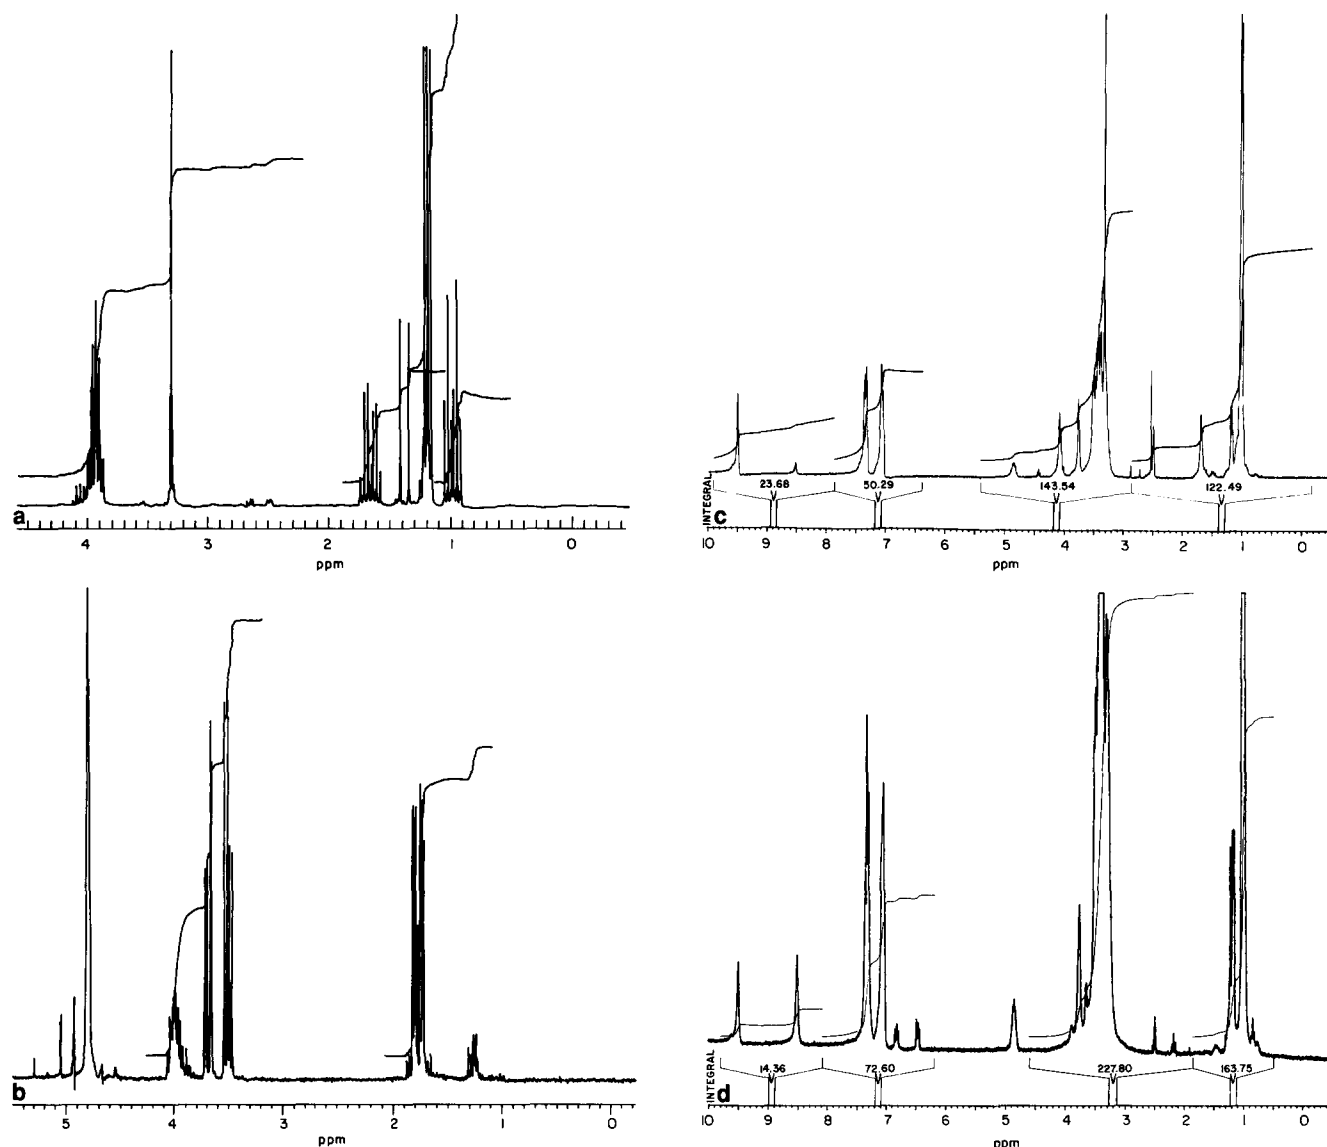 a
4 3 2 1 0
ppm
b
5 4 3 2 1 0
ppm
INTEGRAL
23.68 50.29 143.54 122.49
c
10 9 8 7 6 5 4 3 2 1 0
ppm
INTEGRAL
14.36 72.60 227.80 163.75
d
10 9 8 7 6 5 4 3 2 1 0
ppm